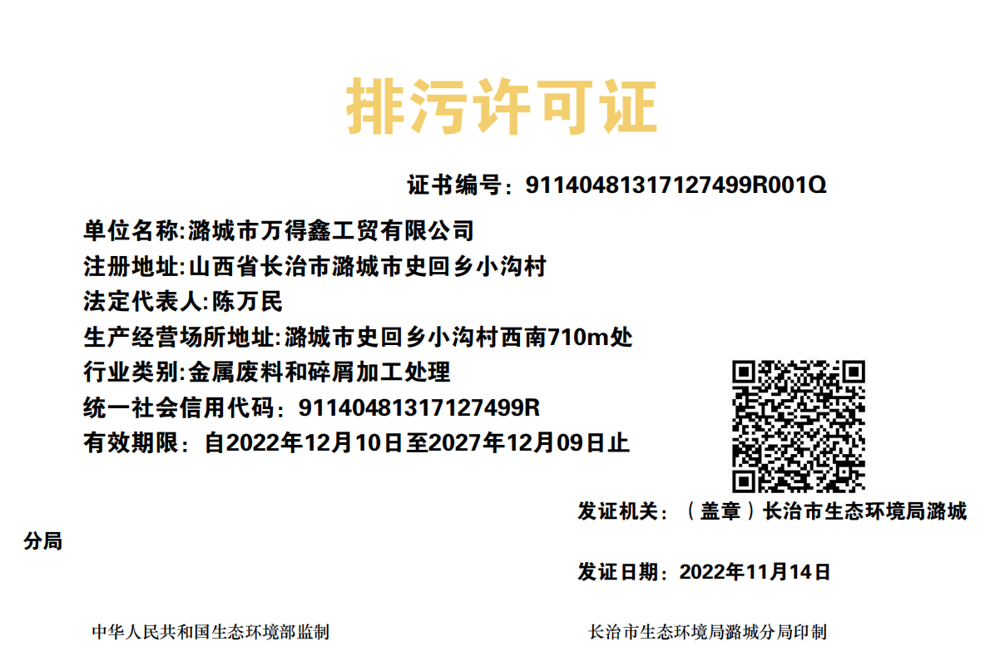 排污许可证
证书编号：91140481317127499R001Q
单位名称:潞城市万得鑫工贸有限公司
注册地址:山西省长治市潞城市史回乡小沟村
法定代表人:陈万民
生产经营场所地址:潞城市史回乡小沟村西南710m处
行业类别:金属废料和碎屑加工处理
统一社会信用代码：91140481317127499R
有效期限：自2022年12月10日至2027年12月09日止
发证机关：（盖章）长治市生态环境局潞城
分局
发证日期：2022年11月14日
中华人民共和国生态环境部监制
长治市生态环境局潞城分局印制